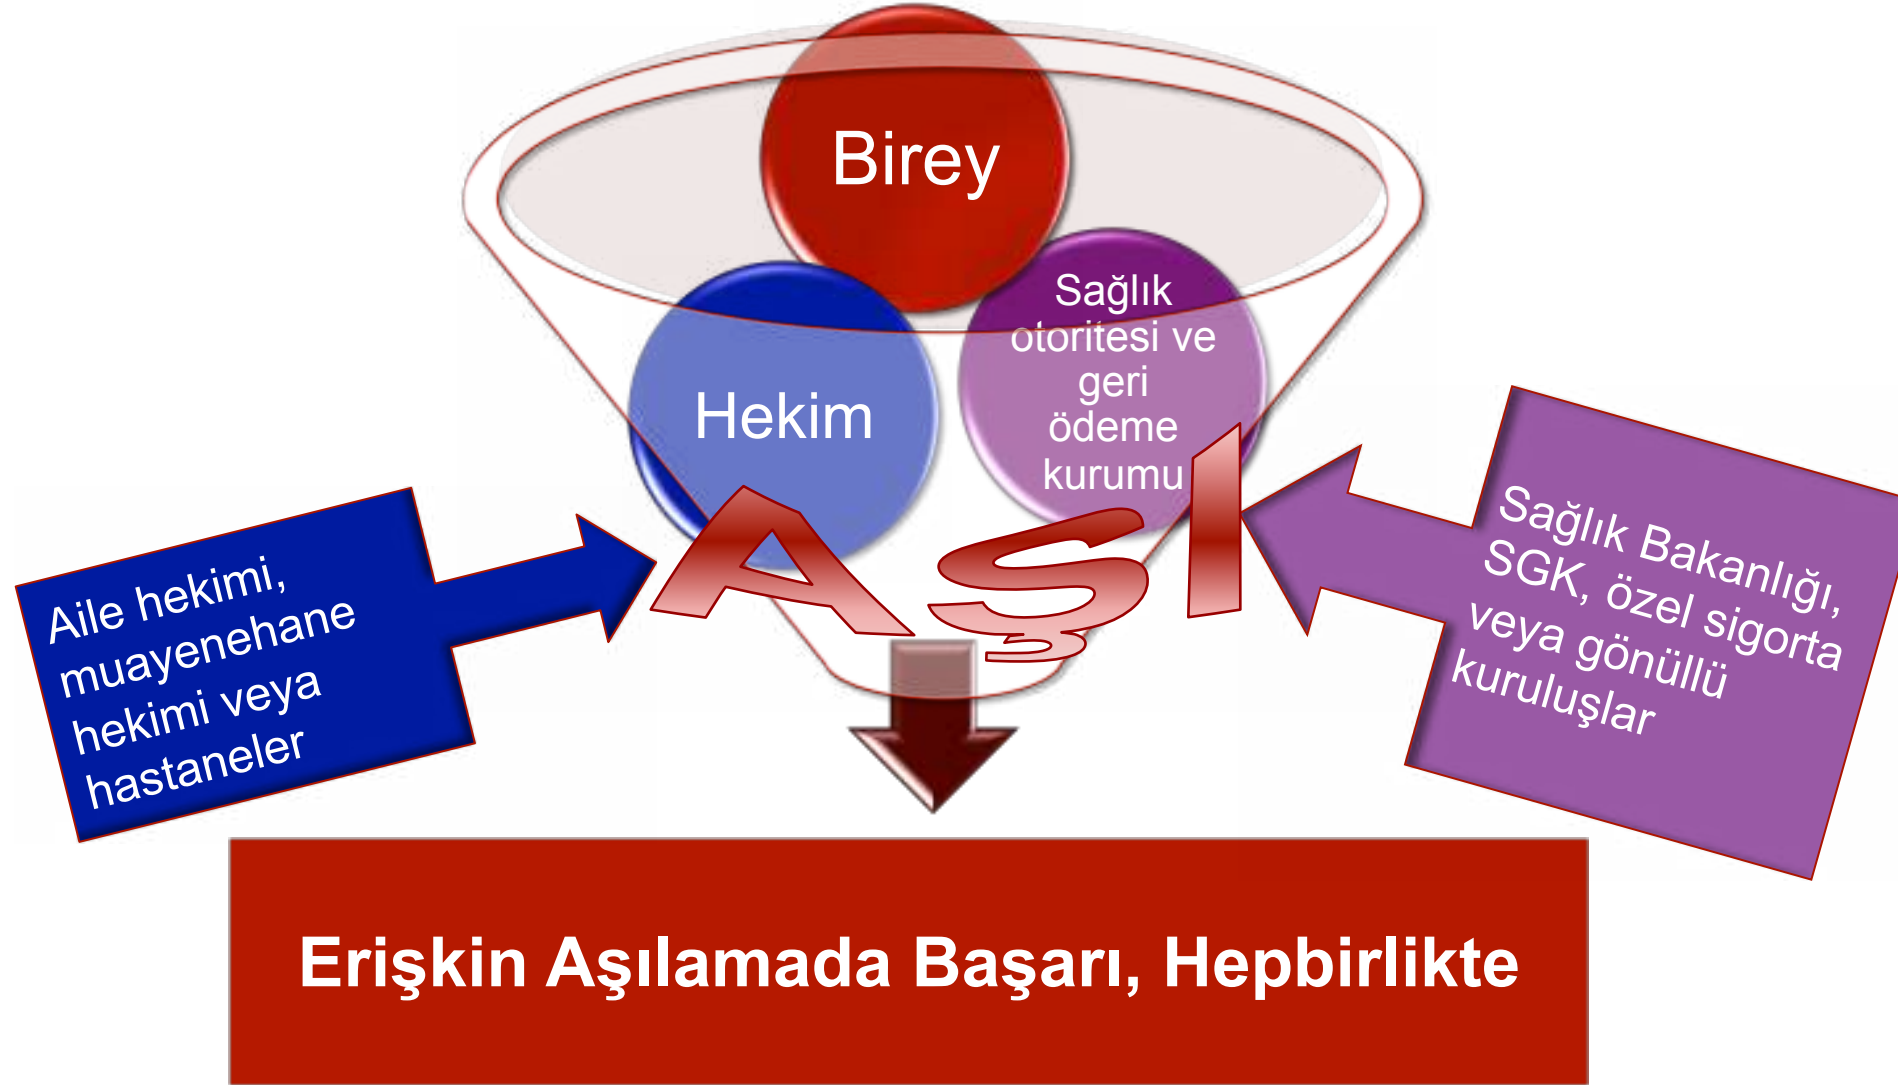 Birey
Hekim
Sağlık
otoritesi ve
geri
ödeme
kurumu
Aşı
Aile hekimi,
muayenehane
hekimi veya
hastaneler
Sağlık Bakanlığı,
SGK, özel sigorta
veya gönüllü
kuruluşlar
Erişkin Aşılamada Başarı, Hepbirlikte